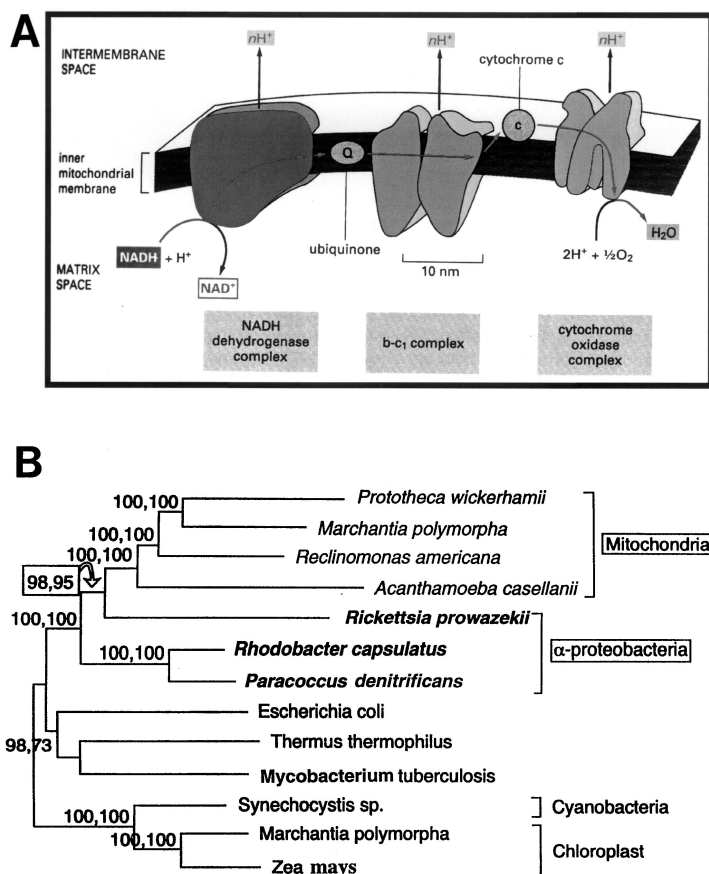 A
INTERMEMBRANE
SPACE
nH⁺
nH⁺
nH⁺
cytochrome c
c
Q
inner
mitochondrial
membrane
ubiquinone
NADH + H⁺
NAD⁺
MATRIX
SPACE
10 nm
2H⁺ + ½O₂
H₂O
NADH
dehydrogenase
complex
b-c₁ complex
cytochrome
oxidase
complex
B
100,100
Prototheca wickerhamii
Marchantia polymorpha
100,100
Reclinomonas americana
100,100
Acanthamoeba casellanii
Mitochondria
98,95
Rickettsia prowazekii
100,100
100,100
Rhodobacter capsulatus
Paracoccus denitrificans
α-proteobacteria
Escherichia coli
98,73
Thermus thermophilus
Mycobacterium tuberculosis
100,100
Synechocystis sp.
Cyanobacteria
100,100
Marchantia polymorpha
Zea mays
Chloroplast